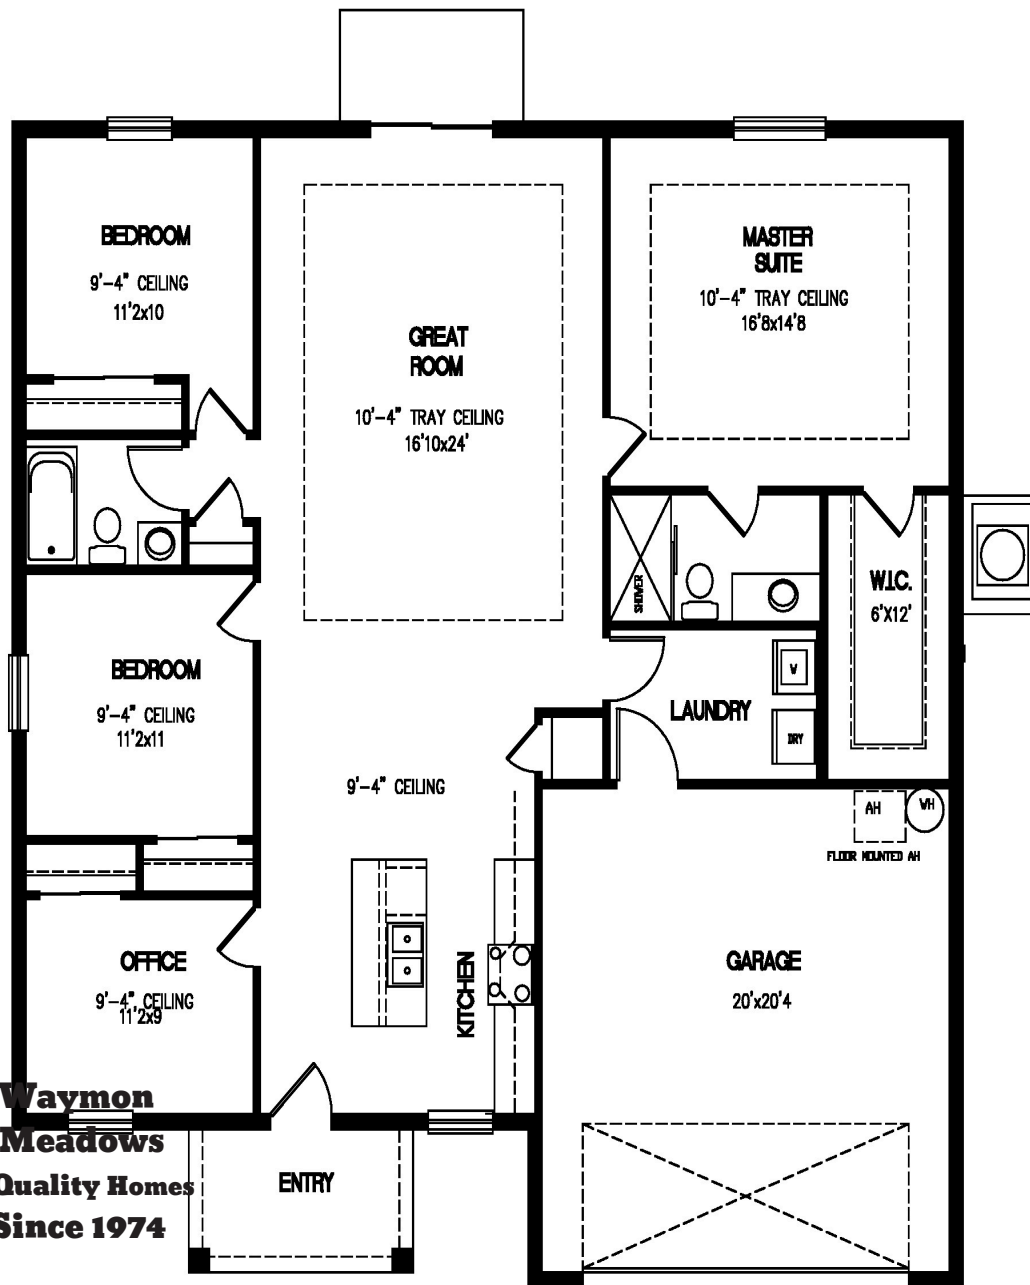 BEDROOM
9'-4" CEILING
11'2x10
GREAT
ROOM
10'-4" TRAY CEILING
16'10x24'
MASTER
SUITE
10'-4" TRAY CEILING
16'8x14'8
SHOWER
W.I.C.
6'X12'
BEDROOM
9'-4" CEILING
11'2x11
LAUNDRY
W
DRY
9'-4" CEILING
AH
WH
FLOOR MOUNTED AH
OFFICE
9'-4" CEILING
11'2x9
KITCHEN
GARAGE
20'x20'4
ENTRY
Waymon
Meadows
Quality Homes
Since 1974